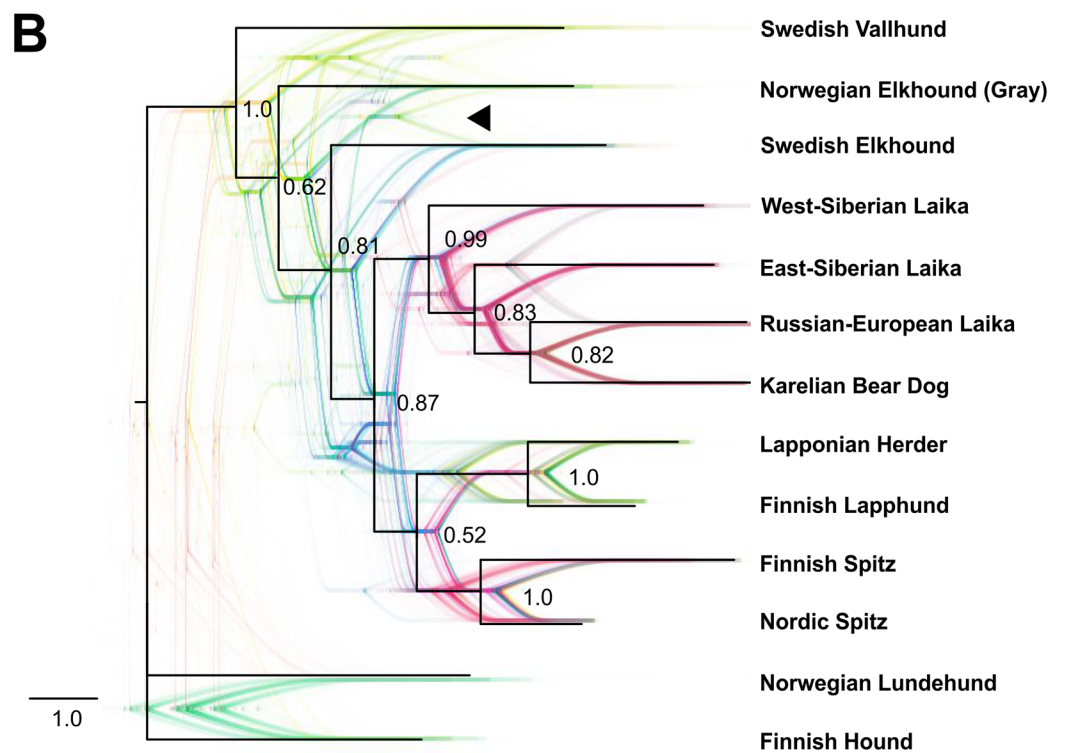 B
Swedish Vallhund
Norwegian Elkhound (Gray)
1.0
Swedish Elkhound
0.62
West-Siberian Laika
0.81
0.99
East-Siberian Laika
0.83
Russian-European Laika
0.82
Karelian Bear Dog
0.87
Lapponian Herder
1.0
Finnish Lapphund
0.52
Finnish Spitz
1.0
Nordic Spitz
Norwegian Lundehund
1.0
Finnish Hound